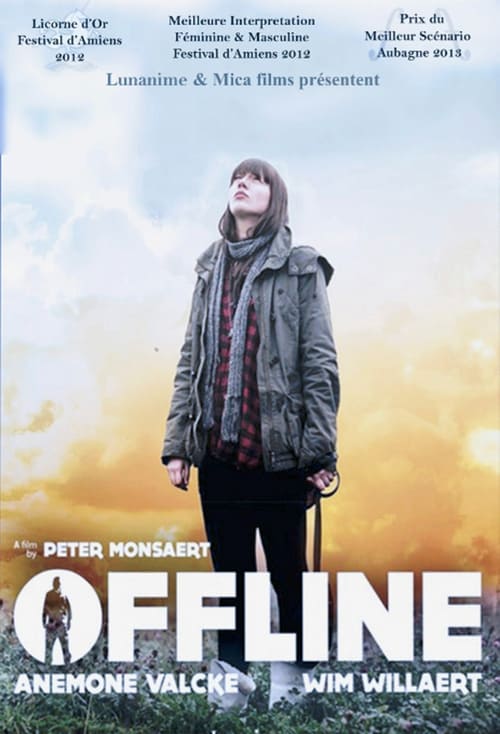 Licorne d'Or
Festival d'Amiens
2012
Meilleure Interpretation
Féminine & Masculine
Festival d'Amiens 2012
Prix du
Meilleur Scénario
Aubagne 2013
Lunanime & Mica films présentent
A film
by PETER MONSAERT
OFFLINE
ANEMONE VALCKE WIM WILLAERT